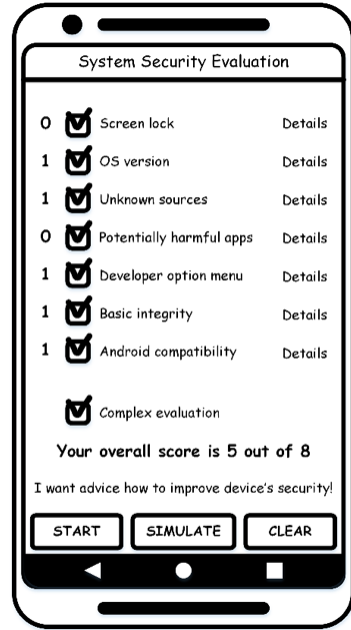 System Security Evaluation
0 Screen lock Details
1 OS version Details
1 Unknown sources Details
0 Potentially harmful apps Details
1 Developer option menu Details
1 Basic integrity Details
1 Android compatibility Details
Complex evaluation
Your overall score is 5 out of 8
I want advice how to improve device's security!
START SIMULATE CLEAR